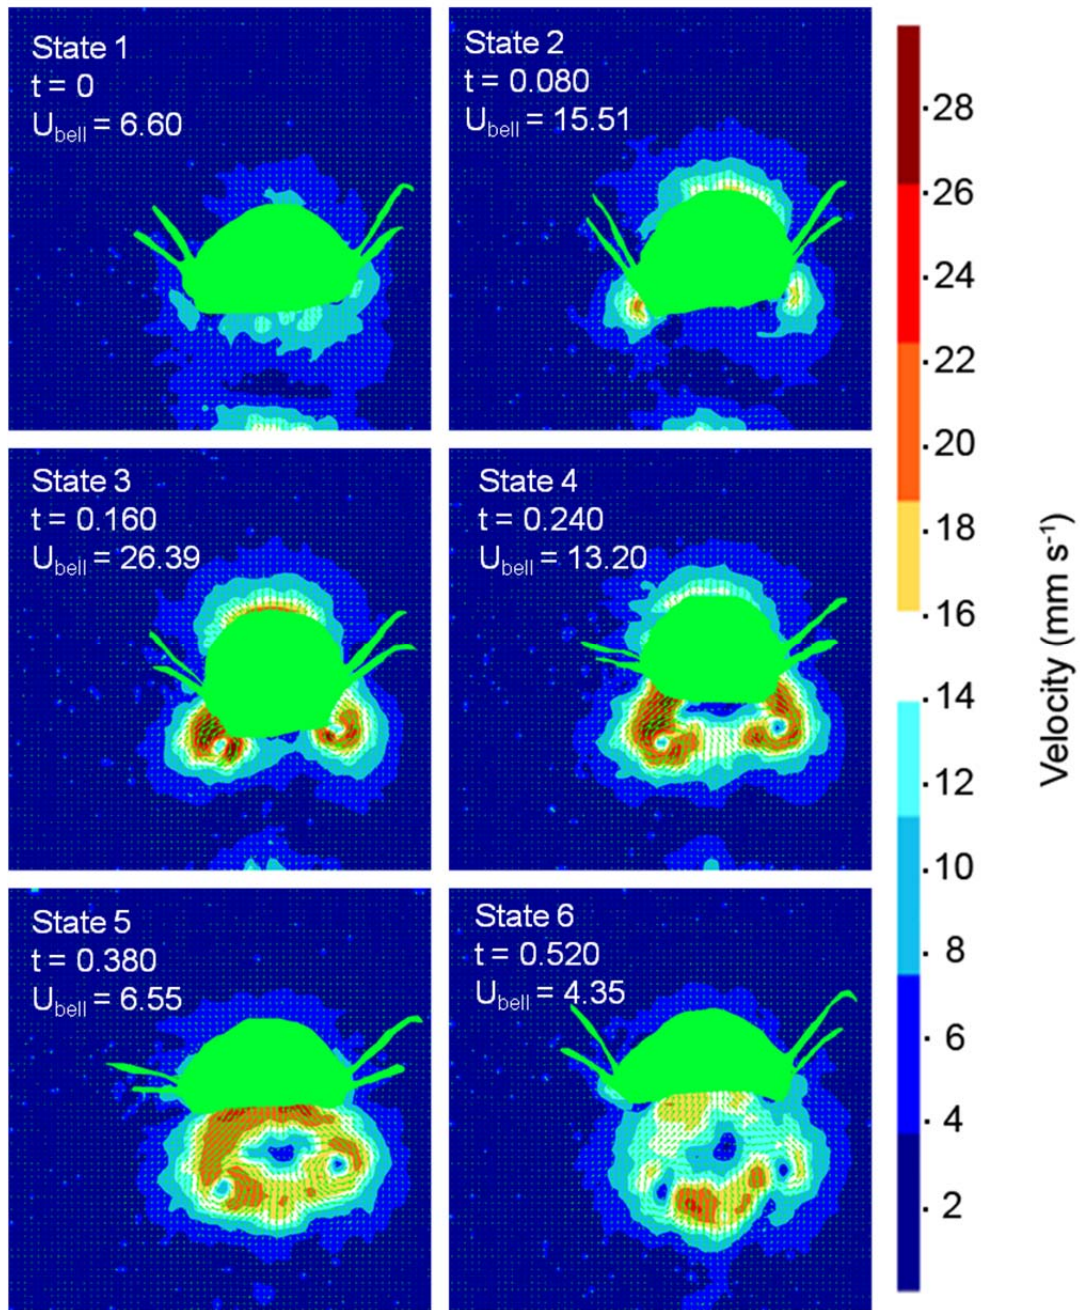 State 1
t = 0
Ubell = 6.60
State 2
t = 0.080
Ubell = 15.51
State 3
t = 0.160
Ubell = 26.39
State 4
t = 0.240
Ubell = 13.20
State 5
t = 0.380
Ubell = 6.55
State 6
t = 0.520
Ubell = 4.35
28
26
24
22
20
18
16
14
12
10
8
6
4
2
Velocity (mm s-1)